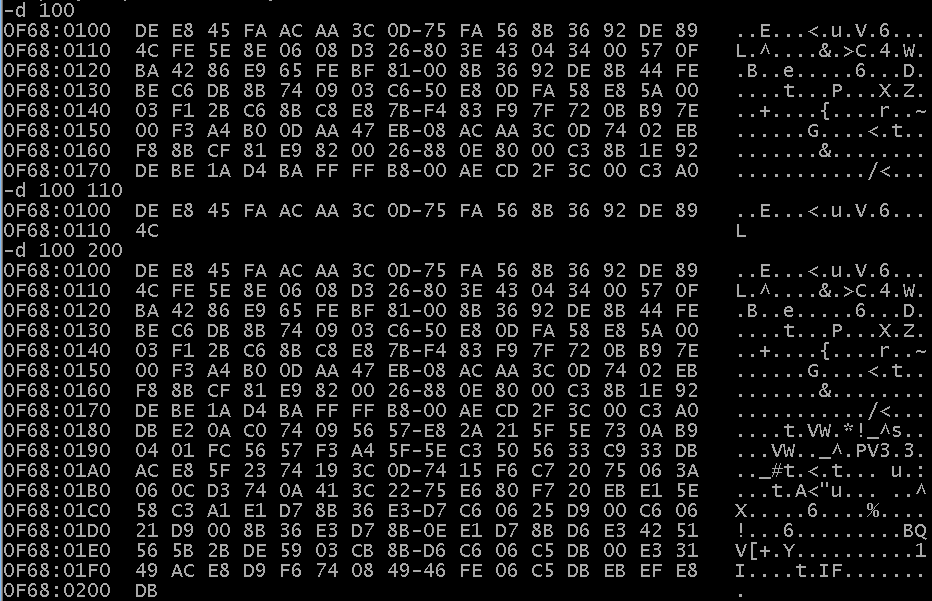 -d 100
0F68:0100  DE E8 45 FA AC AA 3C 0D-75 FA 56 8B 36 92 DE 89   ..E...<.u.V.6...
0F68:0110  4C FE 5E 8E 06 08 D3 26-80 3E 43 04 34 00 57 0F   L.^....&.>C.4.W.
0F68:0120  BA 42 86 E9 65 FE BF 81-00 8B 36 92 DE 8B 44 FE   .B..e.....6...D.
0F68:0130  BE C6 DB 8B 74 09 03 C6-50 E8 0D FA 58 E8 5A 00   ....t...P...X.Z.
0F68:0140  03 F1 2B C6 8B C8 E8 7B-F4 83 F9 7F 72 0B B9 7E   ..+....{....r..~
0F68:0150  00 F3 A4 B0 0D AA 47 EB-08 AC AA 3C 0D 74 02 EB   ......G....<.t..
0F68:0160  F8 8B CF 81 E9 82 00 26-88 0E 80 00 C3 8B 1E 92   .......&........
0F68:0170  DE BE 1A D4 BA FF FF B8-00 AE CD 2F 3C 00 C3 A0   .........../<...
-d 100 110
0F68:0100  DE E8 45 FA AC AA 3C 0D-75 FA 56 8B 36 92 DE 89   ..E...<.u.V.6...
0F68:0110  4C                                                L
-d 100 200
0F68:0100  DE E8 45 FA AC AA 3C 0D-75 FA 56 8B 36 92 DE 89   ..E...<.u.V.6...
0F68:0110  4C FE 5E 8E 06 08 D3 26-80 3E 43 04 34 00 57 0F   L.^....&.>C.4.W.
0F68:0120  BA 42 86 E9 65 FE BF 81-00 8B 36 92 DE 8B 44 FE   .B..e.....6...D.
0F68:0130  BE C6 DB 8B 74 09 03 C6-50 E8 0D FA 58 E8 5A 00   ....t...P...X.Z.
0F68:0140  03 F1 2B C6 8B C8 E8 7B-F4 83 F9 7F 72 0B B9 7E   ..+....{....r..~
0F68:0150  00 F3 A4 B0 0D AA 47 EB-08 AC AA 3C 0D 74 02 EB   ......G....<.t..
0F68:0160  F8 8B CF 81 E9 82 00 26-88 0E 80 00 C3 8B 1E 92   .......&........
0F68:0170  DE BE 1A D4 BA FF FF B8-00 AE CD 2F 3C 00 C3 A0   .........../<...
0F68:0180  DB E2 0A C0 74 09 56 57-E8 2A 21 5F 5E 73 0A B9   ....t.VW.*!_^s..
0F68:0190  04 01 FC 56 57 F3 A4 5F-5E C3 50 56 33 C9 33 DB   ...VW.._^.PV3.3.
0F68:01A0  AC E8 5F 23 74 19 3C 0D-74 15 F6 C7 20 75 06 3A   .._#t.<.t... u.:
0F68:01B0  06 0C D3 74 0A 41 3C 22-75 E6 80 F7 20 EB E1 5E   ...t.A<"u... ..^
0F68:01C0  58 C3 A1 E1 D7 8B 36 E3-D7 C6 06 25 D9 00 C6 06   X.....6....%....
0F68:01D0  21 D9 00 8B 36 E3 D7 8B-0E E1 D7 8B D6 E3 42 51   !...6.........BQ
0F68:01E0  56 5B 2B DE 59 03 CB 8B-D6 C6 06 C5 DB 00 E3 31   V[+.Y..........1
0F68:01F0  49 AC E8 D9 F6 74 08 49-46 FE 06 C5 DB EB EF E8   I....t.IF.......
0F68:0200  DB                                                .